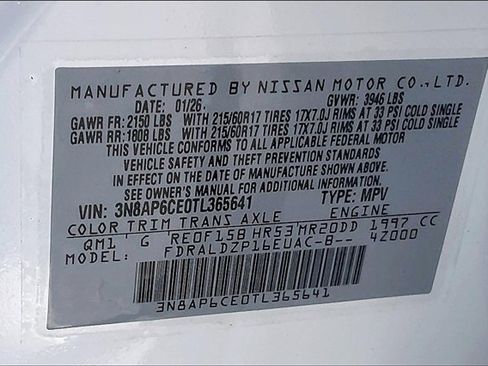 MANUFACTURED BY NISSAN MOTOR CO., LTD.
DATE: 01/26 GVWR: 3946 LBS
GAWR FR: 2150 LBS WITH 215/60R17 TIRES 17X7.0J RIMS AT 33 PSI COLD SINGLE
GAWR RR: 1808 LBS WITH 215/60R17 TIRES 17X7.0J RIMS AT 33 PSI COLD SINGLE
THIS VEHICLE CONFORMS TO ALL APPLICABLE FEDERAL MOTOR
VEHICLE SAFETY AND THEFT PREVENTION STANDARDS
IN EFFECT ON THE DATE OF MANUFACTURE SHOWN ABOVE.
SEE OWNER'S MANUAL FOR ADDITIONAL INFORMATION.
VIN: 3N8AP6CE0TL365641 TYPE: MPV
COLOR TRIM TRANS AXLE ENGINE
QM1 G RE0F15B HR53 MR20DD 1997 CC
MODEL: FDRALDZP16EUAC-B-- 4Z000
3N8AP6CE0TL365641